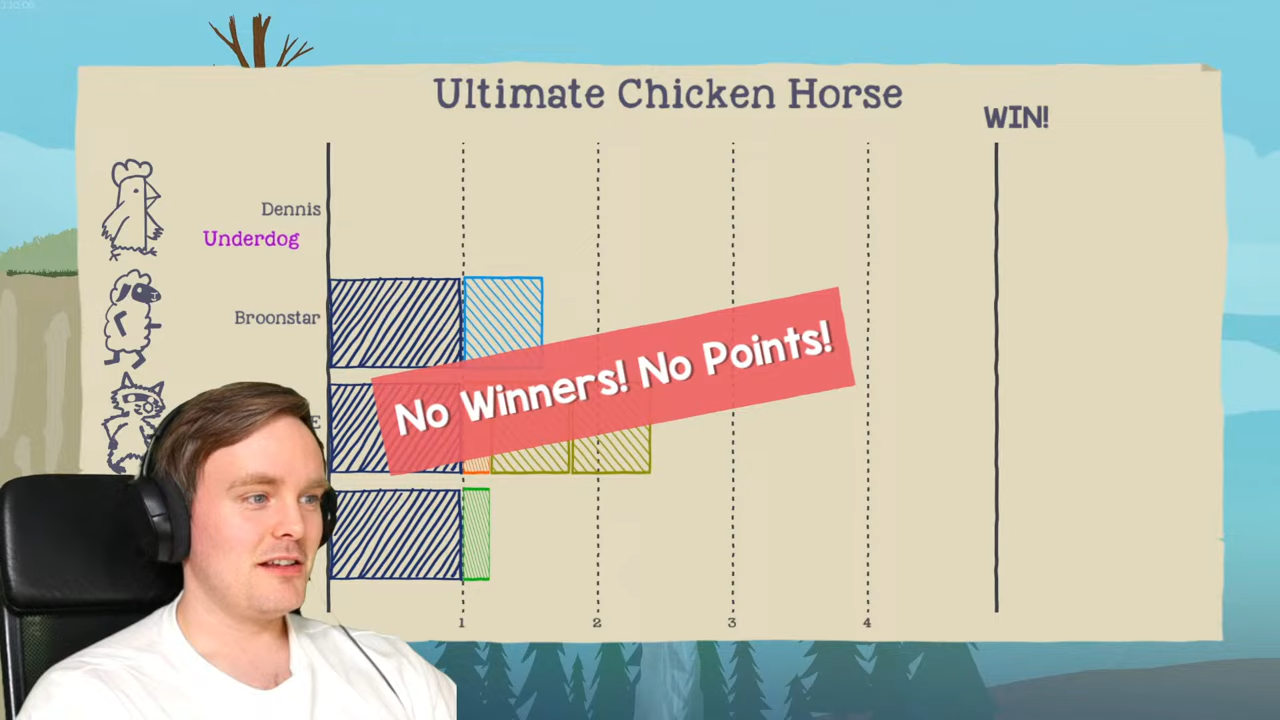 Ultimate Chicken Horse
WIN!
Dennis
Underdog
Broonstar
E
No Winners! No Points!
1 2 3 4